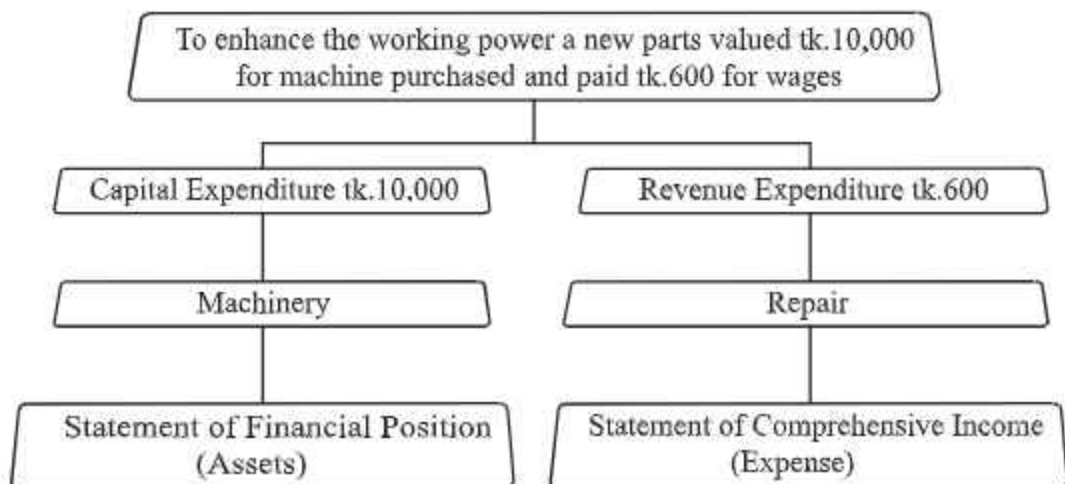 To enhance the working power a new parts valued tk.10,000
for machine purchased and paid tk.600 for wages
Capital Expenditure tk.10,000
Revenue Expenditure tk.600
Machinery
Repair
Statement of Financial Position
(Assets)
Statement of Comprehensive Income
(Expense)